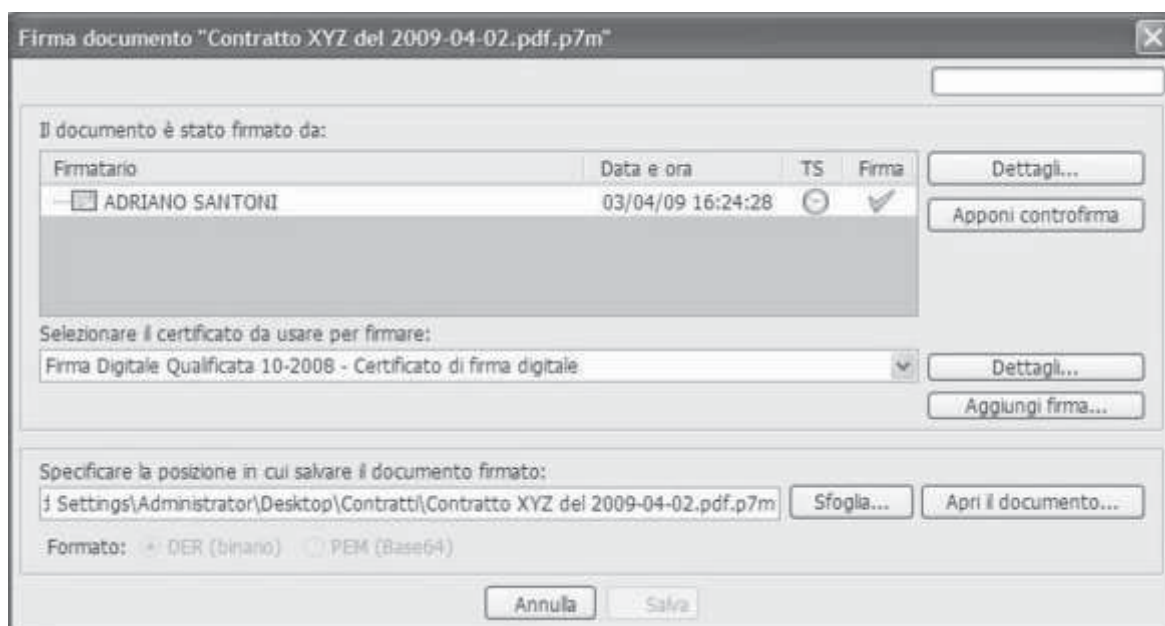 Firma documento "Contratto XYZ del 2009-04-02.pdf.p7m"
Il documento è stato firmato da:
Firmatario Data e ora TS Firma
ADRIANO SANTONI 03/04/09 16:24:28
Dettagli...
Apponi controfirma
Selezionare il certificato da usare per firmare:
Firma Digitale Qualificata 10-2008 - Certificato di firma digitale
Dettagli...
Aggiungi firma...
Specificare la posizione in cui salvare il documento firmato:
Settings\Administrator\Desktop\Contratti\Contratto XYZ del 2009-04-02.pdf.p7m
Sfoglia...
Apri il documento...
Formato: DER (binario) PEM (Base64)
Annulla Salva